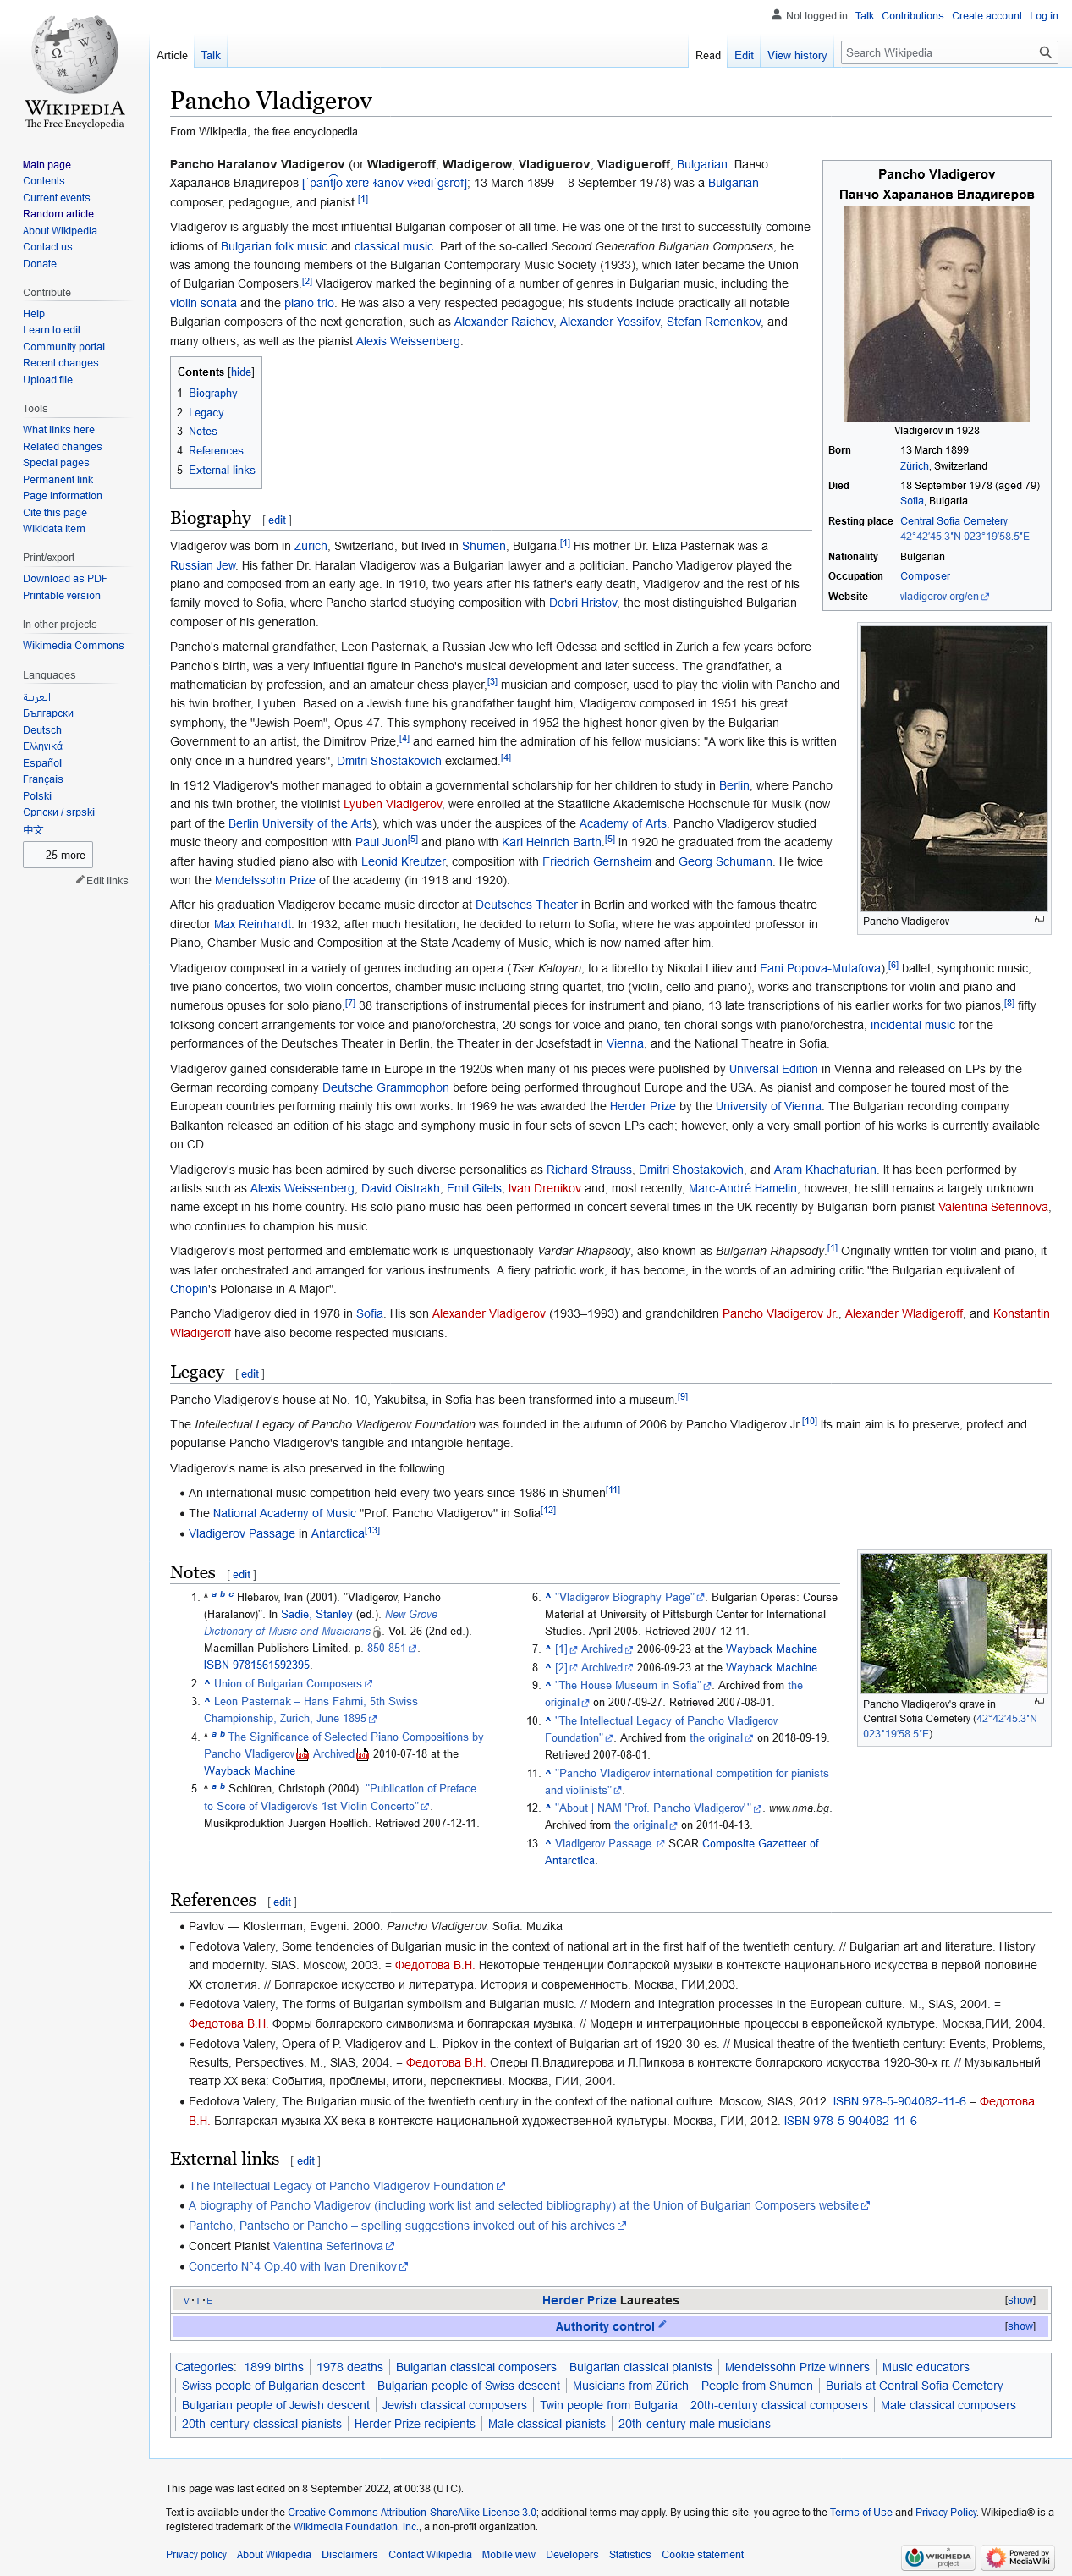 Not logged in Talk Contributions Create account Log in
Article Talk Read Edit View history Search Wikipedia
WIKIPEDIA
The Free Encyclopedia
Main page
Contents
Current events
Random article
About Wikipedia
Contact us
Donate
Contribute
Help
Learn to edit
Community portal
Recent changes
Upload file
Tools
What links here
Related changes
Special pages
Permanent link
Page information
Cite this page
Wikidata item
Print/export
Download as PDF
Printable version
In other projects
Wikimedia Commons
Languages
العربية
Български
Deutsch
Ελληνικά
Español
Français
Polski
Српски / srpski
中文
25 more
Edit links
Pancho Vladigerov
From Wikipedia, the free encyclopedia
Pancho Haralanov Vladigerov (or Wladigeroff, Wladigerow, Vladiguerov, Vladigueroff; Bulgarian: Панчо
Хараланов Владигеров [ˈpant͡ʃo xɐrɐˈɫanov vɫɐdiˈɡɛrof]; 13 March 1899 – 8 September 1978) was a Bulgarian
composer, pedagogue, and pianist.[1]
Vladigerov is arguably the most influential Bulgarian composer of all time. He was one of the first to successfully combine
idioms of Bulgarian folk music and classical music. Part of the so-called Second Generation Bulgarian Composers, he
was among the founding members of the Bulgarian Contemporary Music Society (1933), which later became the Union
of Bulgarian Composers.[2] Vladigerov marked the beginning of a number of genres in Bulgarian music, including the
violin sonata and the piano trio. He was also a very respected pedagogue; his students include practically all notable
Bulgarian composers of the next generation, such as Alexander Raichev, Alexander Yossifov, Stefan Remenkov, and
many others, as well as the pianist Alexis Weissenberg.
Pancho Vladigerov
Панчо Хараланов Владигеров
Vladigerov in 1928
Born 13 March 1899
Zürich, Switzerland
Died 18 September 1978 (aged 79)
Sofia, Bulgaria
Resting place Central Sofia Cemetery
42°42′45.3″N 023°19′58.5″E
Nationality Bulgarian
Occupation Composer
Website vladigerov.org/en
Contents [hide]
1 Biography
2 Legacy
3 Notes
4 References
5 External links
Biography [ edit ]
Vladigerov was born in Zürich, Switzerland, but lived in Shumen, Bulgaria.[1] His mother Dr. Eliza Pasternak was a
Russian Jew. His father Dr. Haralan Vladigerov was a Bulgarian lawyer and a politician. Pancho Vladigerov played the
piano and composed from an early age. In 1910, two years after his father's early death, Vladigerov and the rest of his
family moved to Sofia, where Pancho started studying composition with Dobri Hristov, the most distinguished Bulgarian
composer of his generation.
Pancho's maternal grandfather, Leon Pasternak, a Russian Jew who left Odessa and settled in Zurich a few years before
Pancho's birth, was a very influential figure in Pancho's musical development and later success. The grandfather, a
mathematician by profession, and an amateur chess player,[3] musician and composer, used to play the violin with Pancho and
his twin brother, Lyuben. Based on a Jewish tune his grandfather taught him, Vladigerov composed in 1951 his great
symphony, the "Jewish Poem", Opus 47. This symphony received in 1952 the highest honor given by the Bulgarian
Government to an artist, the Dimitrov Prize,[4] and earned him the admiration of his fellow musicians: "A work like this is written
only once in a hundred years", Dmitri Shostakovich exclaimed.[4]
In 1912 Vladigerov's mother managed to obtain a governmental scholarship for her children to study in Berlin, where Pancho
and his twin brother, the violinist Lyuben Vladigerov, were enrolled at the Staatliche Akademische Hochschule für Musik (now
part of the Berlin University of the Arts), which was under the auspices of the Academy of Arts. Pancho Vladigerov studied
music theory and composition with Paul Juon[5] and piano with Karl Heinrich Barth.[5] In 1920 he graduated from the academy
after having studied piano also with Leonid Kreutzer, composition with Friedrich Gernsheim and Georg Schumann. He twice
won the Mendelssohn Prize of the academy (in 1918 and 1920).
After his graduation Vladigerov became music director at Deutsches Theater in Berlin and worked with the famous theatre
director Max Reinhardt. In 1932, after much hesitation, he decided to return to Sofia, where he was appointed professor in
Piano, Chamber Music and Composition at the State Academy of Music, which is now named after him.
Pancho Vladigerov
Vladigerov composed in a variety of genres including an opera (Tsar Kaloyan, to a libretto by Nikolai Liliev and Fani Popova-Mutafova),[6] ballet, symphonic music,
five piano concertos, two violin concertos, chamber music including string quartet, trio (violin, cello and piano), works and transcriptions for violin and piano and
numerous opuses for solo piano,[7] 38 transcriptions of instrumental pieces for instrument and piano, 13 late transcriptions of his earlier works for two pianos,[8] fifty
folksong concert arrangements for voice and piano/orchestra, 20 songs for voice and piano, ten choral songs with piano/orchestra, incidental music for the
performances of the Deutsches Theater in Berlin, the Theater in der Josefstadt in Vienna, and the National Theatre in Sofia.
Vladigerov gained considerable fame in Europe in the 1920s when many of his pieces were published by Universal Edition in Vienna and released on LPs by the
German recording company Deutsche Grammophon before being performed throughout Europe and the USA. As pianist and composer he toured most of the
European countries performing mainly his own works. In 1969 he was awarded the Herder Prize by the University of Vienna. The Bulgarian recording company
Balkanton released an edition of his stage and symphony music in four sets of seven LPs each; however, only a very small portion of his works is currently available
on CD.
Vladigerov's music has been admired by such diverse personalities as Richard Strauss, Dmitri Shostakovich, and Aram Khachaturian. It has been performed by
artists such as Alexis Weissenberg, David Oistrakh, Emil Gilels, Ivan Drenikov and, most recently, Marc-André Hamelin; however, he still remains a largely unknown
name except in his home country. His solo piano music has been performed in concert several times in the UK recently by Bulgarian-born pianist Valentina Seferinova,
who continues to champion his music.
Vladigerov's most performed and emblematic work is unquestionably Vardar Rhapsody, also known as Bulgarian Rhapsody.[1] Originally written for violin and piano, it
was later orchestrated and arranged for various instruments. A fiery patriotic work, it has become, in the words of an admiring critic "the Bulgarian equivalent of
Chopin's Polonaise in A Major".
Pancho Vladigerov died in 1978 in Sofia. His son Alexander Vladigerov (1933–1993) and grandchildren Pancho Vladigerov Jr., Alexander Wladigeroff, and Konstantin
Wladigeroff have also become respected musicians.
Legacy [ edit ]
Pancho Vladigerov's house at No. 10, Yakubitsa, in Sofia has been transformed into a museum.[9]
The Intellectual Legacy of Pancho Vladigerov Foundation was founded in the autumn of 2006 by Pancho Vladigerov Jr.[10] Its main aim is to preserve, protect and
popularise Pancho Vladigerov's tangible and intangible heritage.
Vladigerov's name is also preserved in the following.
• An international music competition held every two years since 1986 in Shumen[11]
• The National Academy of Music "Prof. Pancho Vladigerov" in Sofia[12]
• Vladigerov Passage in Antarctica[13]
Pancho Vladigerov's grave in
Central Sofia Cemetery (42°42′45.3″N
023°19′58.5″E)
Notes [ edit ]
1. ^ a b c Hlebarov, Ivan (2001). "Vladigerov, Pancho
(Haralanov)". In Sadie, Stanley (ed.). New Grove
Dictionary of Music and Musicians. Vol. 26 (2nd ed.).
Macmillan Publishers Limited. p. 850-851.
ISBN 9781561592395.
2. ^ Union of Bulgarian Composers
3. ^ Leon Pasternak – Hans Fahrni, 5th Swiss
Championship, Zurich, June 1895
4. ^ a b The Significance of Selected Piano Compositions by
Pancho Vladigerov Archived 2010-07-18 at the
Wayback Machine
5. ^ a b Schlüren, Christoph (2004). "Publication of Preface
to Score of Vladigerov's 1st Violin Concerto".
Musikproduktion Juergen Hoeflich. Retrieved 2007-12-11.
6. ^ "Vladigerov Biography Page". Bulgarian Operas: Course
Material at University of Pittsburgh Center for International
Studies. April 2005. Retrieved 2007-12-11.
7. ^ [1] Archived 2006-09-23 at the Wayback Machine
8. ^ [2] Archived 2006-09-23 at the Wayback Machine
9. ^ "The House Museum in Sofia". Archived from the
original on 2007-09-27. Retrieved 2007-08-01.
10. ^ "The Intellectual Legacy of Pancho Vladigerov
Foundation". Archived from the original on 2018-09-19.
Retrieved 2007-08-01.
11. ^ "Pancho Vladigerov international competition for pianists
and violinists".
12. ^ "About | NAM 'Prof. Pancho Vladigerov' ". www.nma.bg.
Archived from the original on 2011-04-13.
13. ^ Vladigerov Passage. SCAR Composite Gazetteer of
Antarctica.
References [ edit ]
• Pavlov — Klosterman, Evgeni. 2000. Pancho Vladigerov. Sofia: Muzika
• Fedotova Valery, Some tendencies of Bulgarian music in the context of national art in the first half of the twentieth century. // Bulgarian art and literature. History
and modernity. SIAS. Moscow, 2003. = Федотова В.Н. Некоторые тенденции болгарской музыки в контексте национального искусства в первой половине
ХХ столетия. // Болгарское искусство и литература. История и современность. Москва, ГИИ,2003.
• Fedotova Valery, The forms of Bulgarian symbolism and Bulgarian music. // Modern and integration processes in the European culture. M., SIAS, 2004. =
Федотова В.Н. Формы болгарского символизма и болгарская музыка. // Модерн и интеграционные процессы в европейской культуре. Москва,ГИИ, 2004.
• Fedotova Valery, Opera of P. Vladigerov and L. Pipkov in the context of Bulgarian art of 1920-30-es. // Musical theatre of the twentieth century: Events, Problems,
Results, Perspectives. M., SIAS, 2004. = Федотова В.Н. Оперы П.Владигерова и Л.Пипкова в контексте болгарского искусства 1920-30-х гг. // Музыкальный
театр ХХ века: События, проблемы, итоги, перспективы. Москва, ГИИ, 2004.
• Fedotova Valery, The Bulgarian music of the twentieth century in the context of the national culture. Moscow, SIAS, 2012. ISBN 978-5-904082-11-6 = Федотова
В.Н. Болгарская музыка ХХ века в контексте национальной художественной культуры. Москва, ГИИ, 2012. ISBN 978-5-904082-11-6
External links [ edit ]
• The Intellectual Legacy of Pancho Vladigerov Foundation
• A biography of Pancho Vladigerov (including work list and selected bibliography) at the Union of Bulgarian Composers website
• Pantcho, Pantscho or Pancho – spelling suggestions invoked out of his archives
• Concert Pianist Valentina Seferinova
• Concerto N°4 Op.40 with Ivan Drenikov
V · T · E Herder Prize Laureates [show]
Authority control [show]
Categories: 1899 births | 1978 deaths | Bulgarian classical composers | Bulgarian classical pianists | Mendelssohn Prize winners | Music educators
| Swiss people of Bulgarian descent | Bulgarian people of Swiss descent | Musicians from Zürich | People from Shumen | Burials at Central Sofia Cemetery
| Bulgarian people of Jewish descent | Jewish classical composers | Twin people from Bulgaria | 20th-century classical composers | Male classical composers
| 20th-century classical pianists | Herder Prize recipients | Male classical pianists | 20th-century male musicians
This page was last edited on 8 September 2022, at 00:38 (UTC).
Text is available under the Creative Commons Attribution-ShareAlike License 3.0; additional terms may apply. By using this site, you agree to the Terms of Use and Privacy Policy. Wikipedia® is a
registered trademark of the Wikimedia Foundation, Inc., a non-profit organization.
Privacy policy About Wikipedia Disclaimers Contact Wikipedia Mobile view Developers Statistics Cookie statement
A WIKIMEDIA project
Powered by MediaWiki